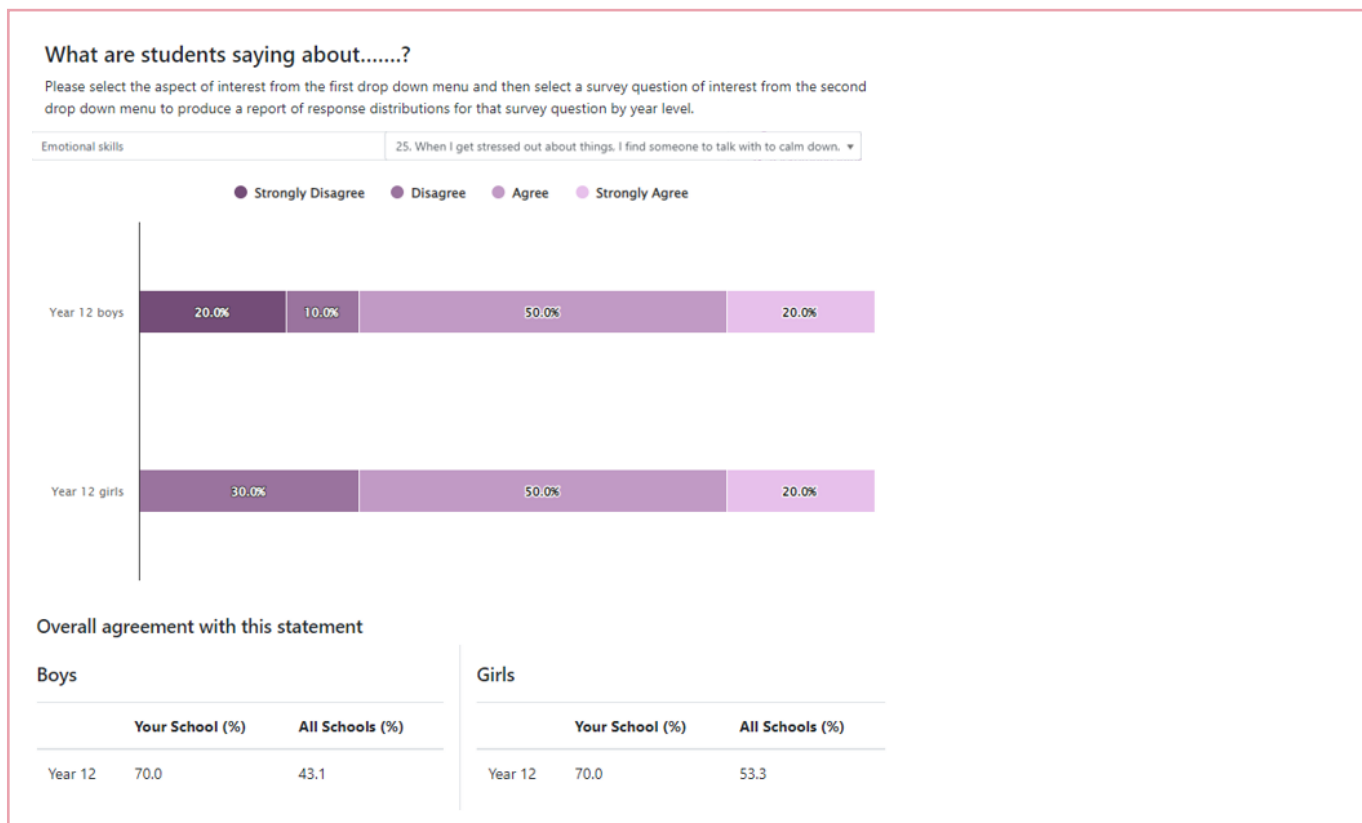 What are students saying about.......?
Please select the aspect of interest from the first drop down menu and then select a survey question of interest from the second
drop down menu to produce a report of response distributions for that survey question by year level.
Emotional skills
25. When I get stressed out about things. I find someone to talk with to calm down.
Strongly Disagree Disagree Agree Strongly Agree
Year 12 boys 20.0% 10.0% 50.0% 20.0%
Year 12 girls 30.0% 50.0% 20.0%
Overall agreement with this statement
Boys
Your School (%) All Schools (%)
Year 12 70.0 43.1
Girls
Your School (%) All Schools (%)
Year 12 70.0 53.3